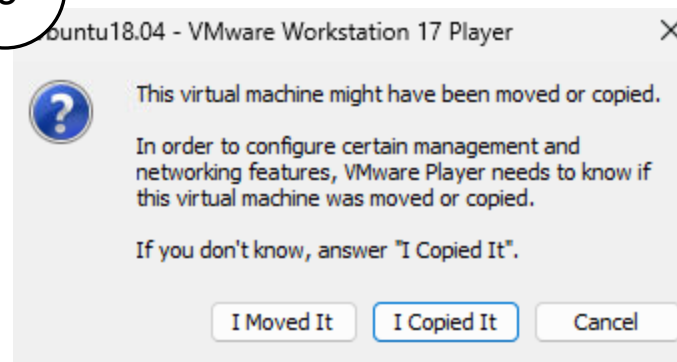 buntu18.04 - VMware Workstation 17 Player
This virtual machine might have been moved or copied.
In order to configure certain management and
networking features, VMware Player needs to know if
this virtual machine was moved or copied.
If you don't know, answer "I Copied It".
I Moved It I Copied It Cancel